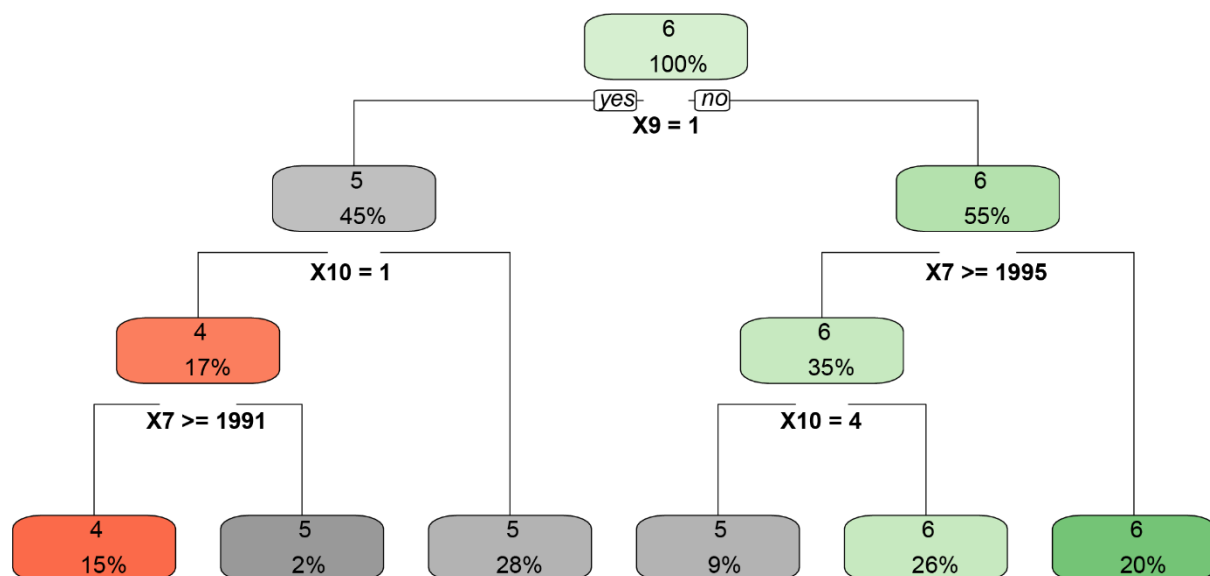 6
100%
yes no
X9 = 1
5 6
45% 55%
X10 = 1 X7 >= 1995
4 6
17% 35%
X7 >= 1991 X10 = 4
4 5 5 5 6 6
15% 2% 28% 9% 26% 20%